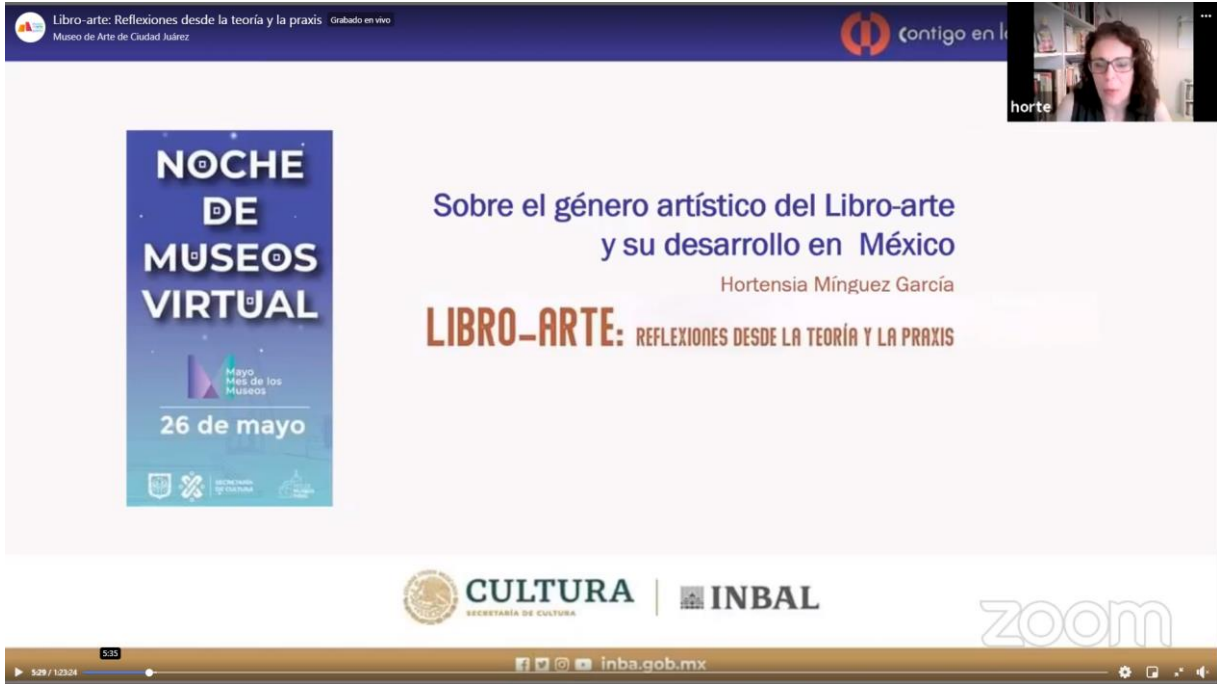 Libro-arte: Reflexiones desde la teoría y la praxis Grabado en vivo
Museo de Arte de Ciudad Juárez
Contigo en l
horte
NOCHE
DE
MUSEOS
VIRTUAL
Mayo
Mes de los
Museos
26 de mayo
SECRETARÍA
DE CULTURA
Sobre el género artístico del Libro-arte
y su desarrollo en México
Hortensia Mínguez García
LIBRO-ARTE: REFLEXIONES DESDE LA TEORÍA Y LA PRAXIS
CULTURA
SECRETARÍA DE CULTURA
INBAL
zoom
5:35
5:29 / 1:23:24
inba.gob.mx